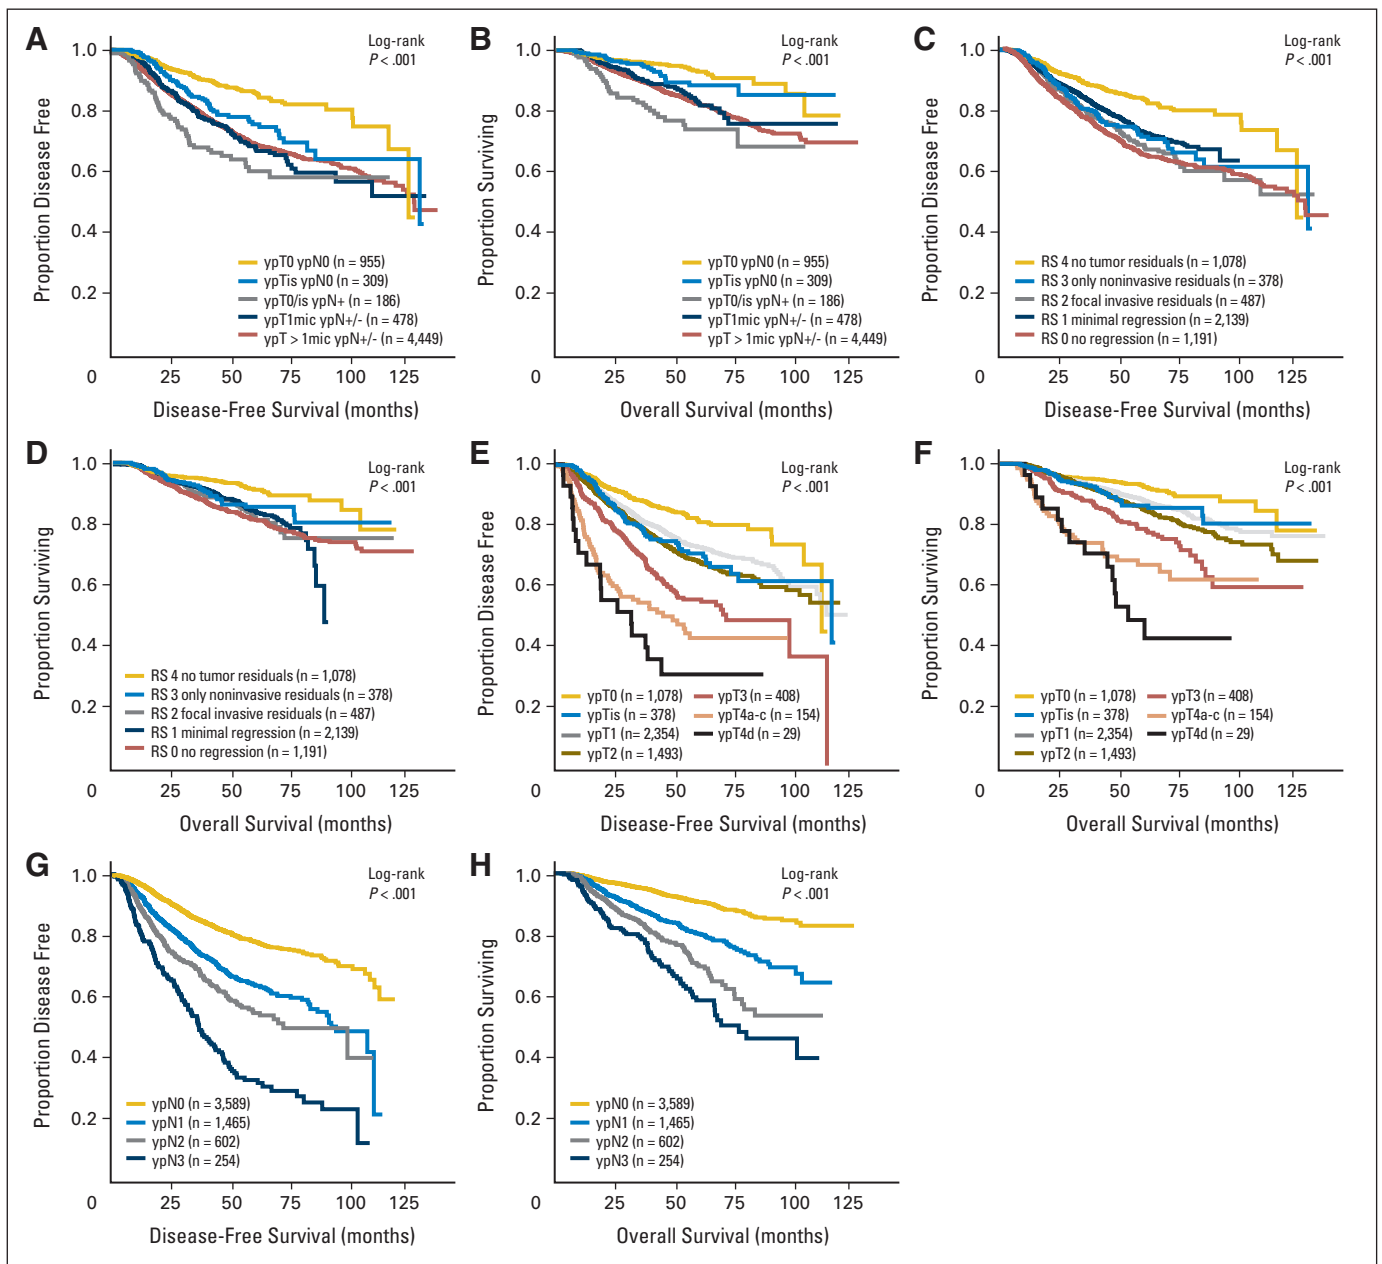 A
Log-rank
P < .001
Proportion Disease Free
1.0
0.8
0.6
0.4
0.2
ypT0 ypN0 (n = 955)
ypTis ypN0 (n = 309)
ypT0/is ypN+ (n = 186)
ypT1mic ypN+/- (n = 478)
ypT > 1mic ypN+/- (n = 4,449)
0 25 50 75 100 125
Disease-Free Survival (months)
B
Log-rank
P < .001
Proportion Surviving
1.0
0.8
0.6
0.4
0.2
ypT0 ypN0 (n = 955)
ypTis ypN0 (n = 309)
ypT0/is ypN+ (n = 186)
ypT1mic ypN+/- (n = 478)
ypT > 1mic ypN+/- (n = 4,449)
0 25 50 75 100 125
Overall Survival (months)
C
Log-rank
P < .001
Proportion Disease Free
1.0
0.8
0.6
0.4
0.2
RS 4 no tumor residuals (n = 1,078)
RS 3 only noninvasive residuals (n = 378)
RS 2 focal invasive residuals (n = 487)
RS 1 minimal regression (n = 2,139)
RS 0 no regression (n = 1,191)
0 25 50 75 100 125
Disease-Free Survival (months)
D
Log-rank
P < .001
Proportion Surviving
1.0
0.8
0.6
0.4
0.2
RS 4 no tumor residuals (n = 1,078)
RS 3 only noninvasive residuals (n = 378)
RS 2 focal invasive residuals (n = 487)
RS 1 minimal regression (n = 2,139)
RS 0 no regression (n = 1,191)
0 25 50 75 100 125
Overall Survival (months)
E
Log-rank
P < .001
Proportion Disease Free
1.0
0.8
0.6
0.4
0.2
ypT0 (n = 1,078) ypT3 (n = 408)
ypTis (n = 378) ypT4a-c (n = 154)
ypT1 (n= 2,354) ypT4d (n = 29)
ypT2 (n = 1,493)
0 25 50 75 100 125
Disease-Free Survival (months)
F
Log-rank
P < .001
Proportion Surviving
1.0
0.8
0.6
0.4
0.2
ypT0 (n = 1,078) ypT3 (n = 408)
ypTis (n = 378) ypT4a-c (n = 154)
ypT1 (n = 2,354) ypT4d (n = 29)
ypT2 (n = 1,493)
0 25 50 75 100 125
Overall Survival (months)
G
Log-rank
P < .001
Proportion Disease Free
1.0
0.8
0.6
0.4
0.2
ypN0 (n = 3,589)
ypN1 (n = 1,465)
ypN2 (n = 602)
ypN3 (n = 254)
0 25 50 75 100 125
Disease-Free Survival (months)
H
Log-rank
P < .001
Proportion Surviving
1.0
0.8
0.6
0.4
0.2
ypN0 (n = 3,589)
ypN1 (n = 1,465)
ypN2 (n = 602)
ypN3 (n = 254)
0 25 50 75 100 125
Overall Survival (months)